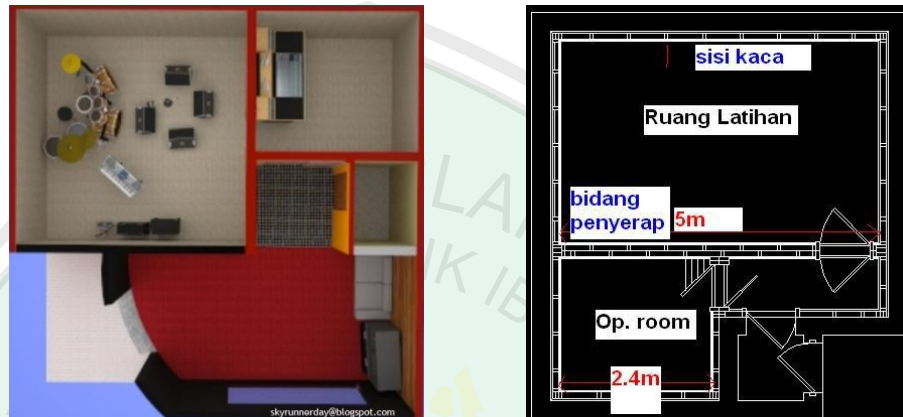 skyrunnerday@blogspot.com
sisi kaca
Ruang Latihan
bidang
penyerap
5m
Op. room
2.4m